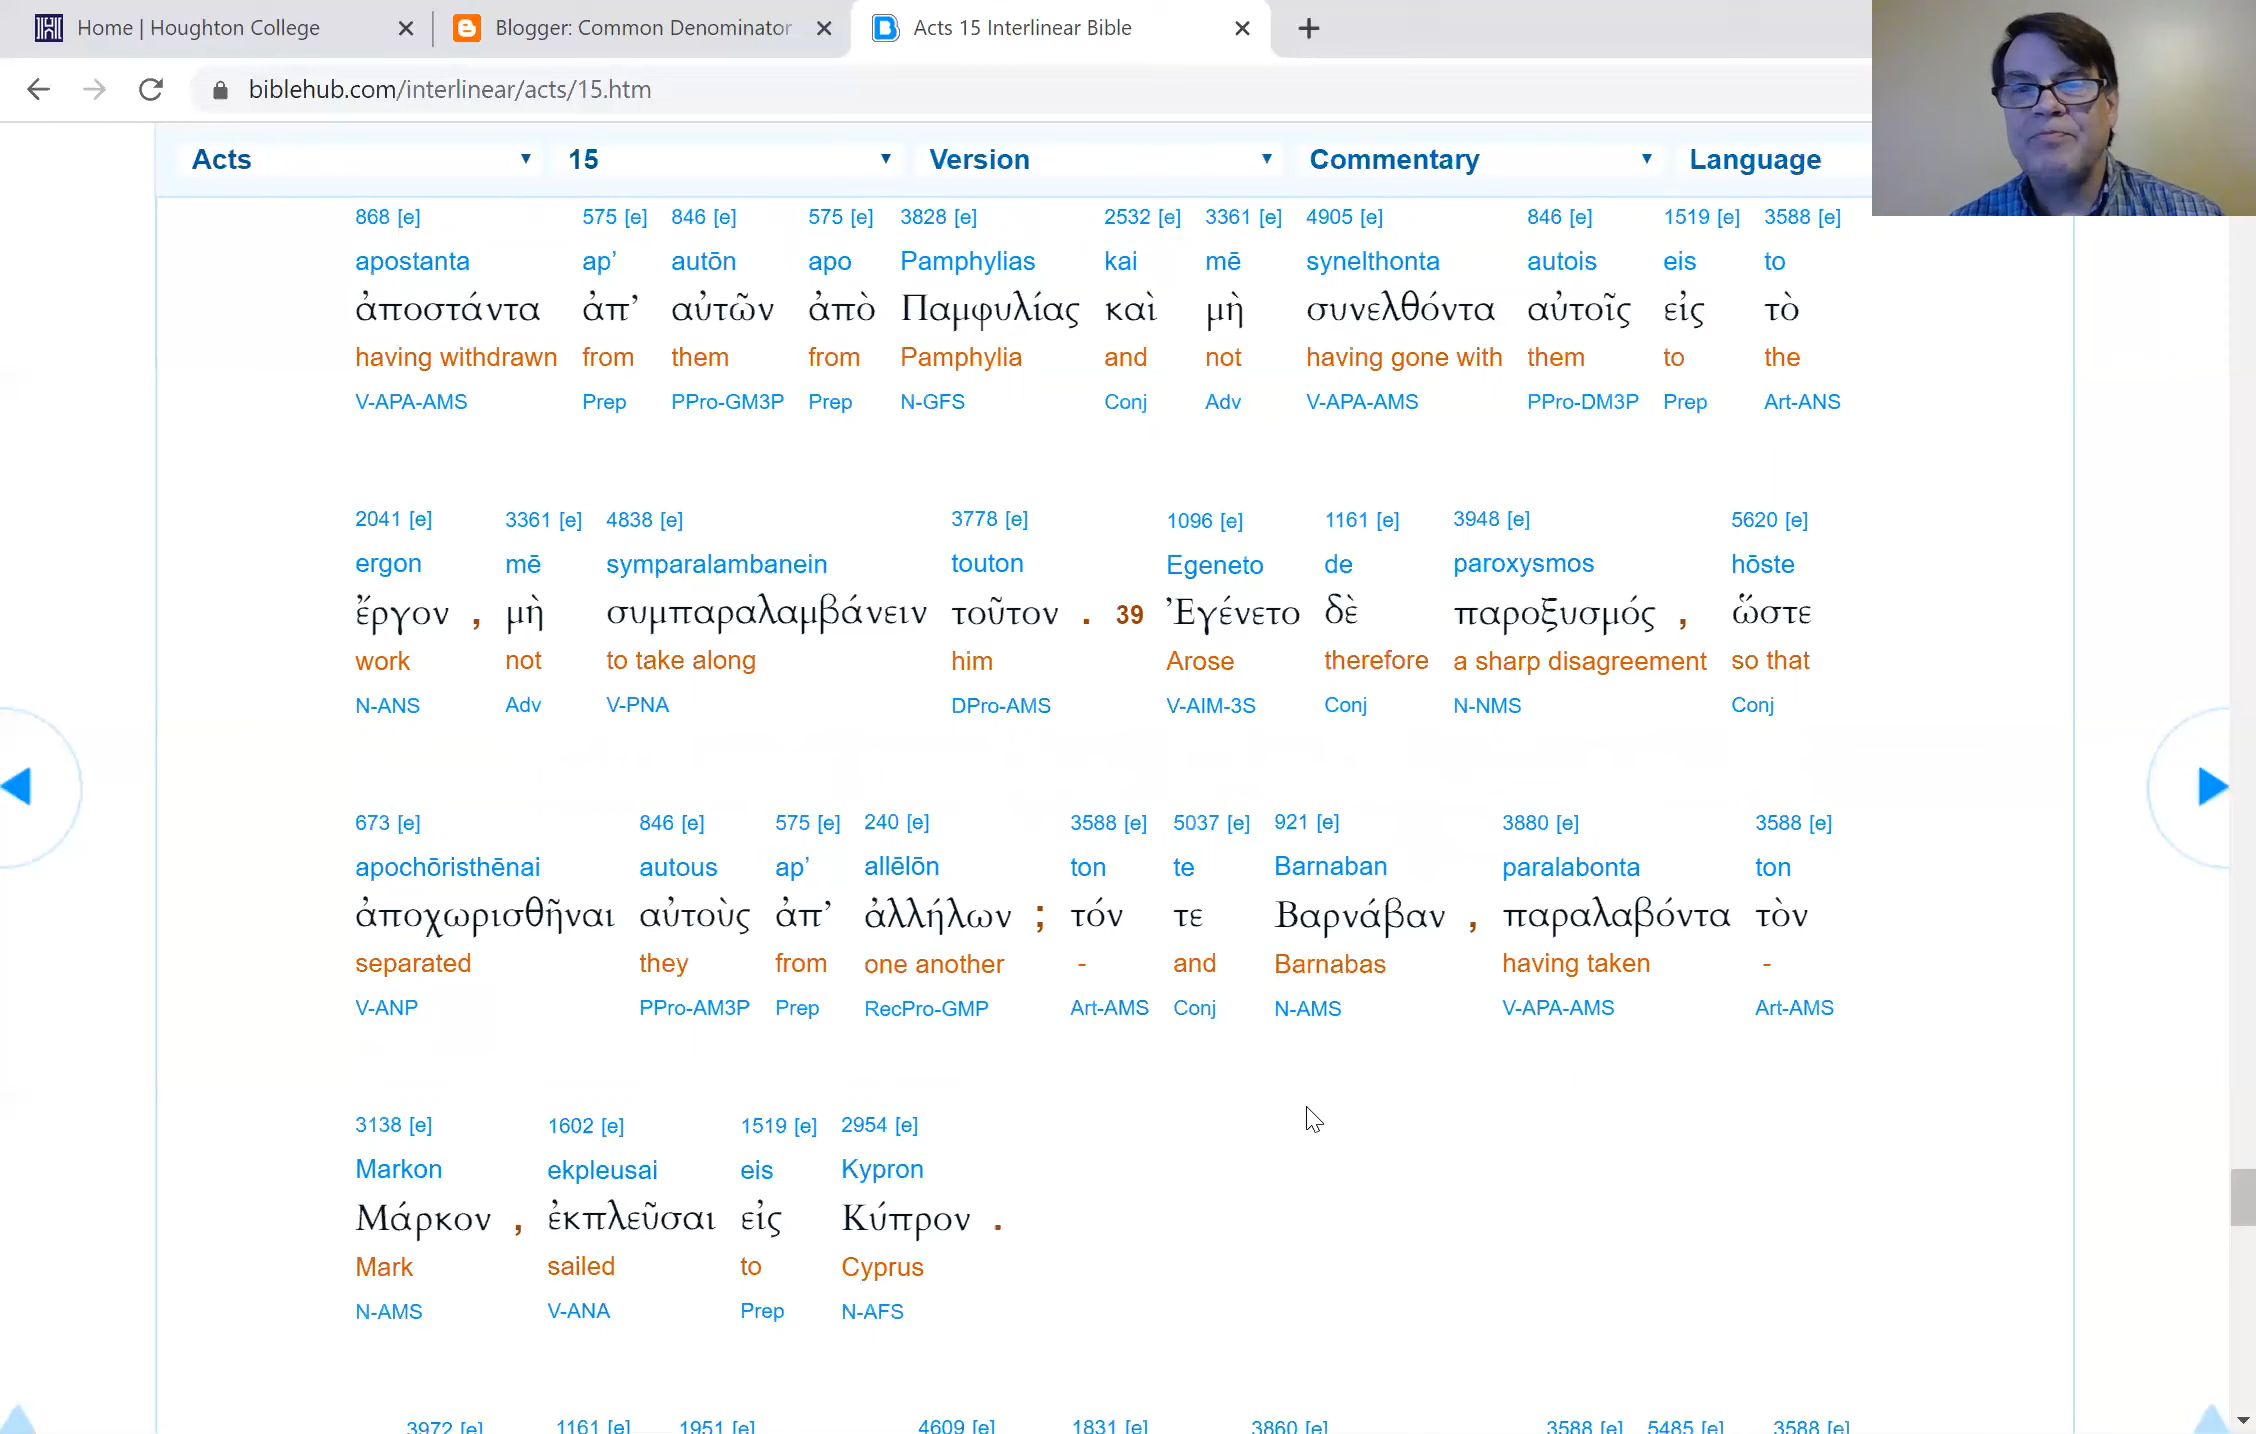 Home | Houghton College
Blogger: Common Denominator
Acts 15 Interlinear Bible
biblehub.com/interlinear/acts/15.htm
Acts 15 Version Commentary Language
868 [e] 575 [e] 846 [e] 575 [e] 3828 [e] 2532 [e] 3361 [e] 4905 [e] 846 [e] 1519 [e] 3588 [e]
apostanta ap’ autōn apo Pamphylias kai mē synelthonta autois eis to
ἀποστάντα ἀπ’ αὐτῶν ἀπὸ Παμφυλίας καὶ μὴ συνελθόντα αὐτοῖς εἰς τὸ
having withdrawn from them from Pamphylia and not having gone with them to the
V-APA-AMS Prep PPro-GM3P Prep N-GFS Conj Adv V-APA-AMS PPro-DM3P Prep Art-ANS
2041 [e] 3361 [e] 4838 [e] 3778 [e] 1096 [e] 1161 [e] 3948 [e] 5620 [e]
ergon mē symparalambanein touton Egeneto de paroxysmos hōste
ἔργον , μὴ συμπαραλαμβάνειν τοῦτον . 39 Ἐγένετο δὲ παροξυσμός , ὥστε
work not to take along him Arose therefore a sharp disagreement so that
N-ANS Adv V-PNA DPro-AMS V-AIM-3S Conj N-NMS Conj
673 [e] 846 [e] 575 [e] 240 [e] 3588 [e] 5037 [e] 921 [e] 3880 [e] 3588 [e]
apochōristhēnai autous ap’ allēlōn ton te Barnaban paralabonta ton
ἀποχωρισθῆναι αὐτοὺς ἀπ’ ἀλλήλων ; τόν τε Βαρνάβαν , παραλαβόντα τὸν
separated they from one another - and Barnabas having taken -
V-ANP PPro-AM3P Prep RecPro-GMP Art-AMS Conj N-AMS V-APA-AMS Art-AMS
3138 [e] 1602 [e] 1519 [e] 2954 [e]
Markon ekpleusai eis Kypron
Μάρκον , ἐκπλεῦσαι εἰς Κύπρον .
Mark sailed to Cyprus
N-AMS V-ANA Prep N-AFS
3972 [e] 1161 [e] 1951 [e] 4609 [e] 1831 [e] 3860 [e] 3588 [e] 5485 [e] 3588 [e]